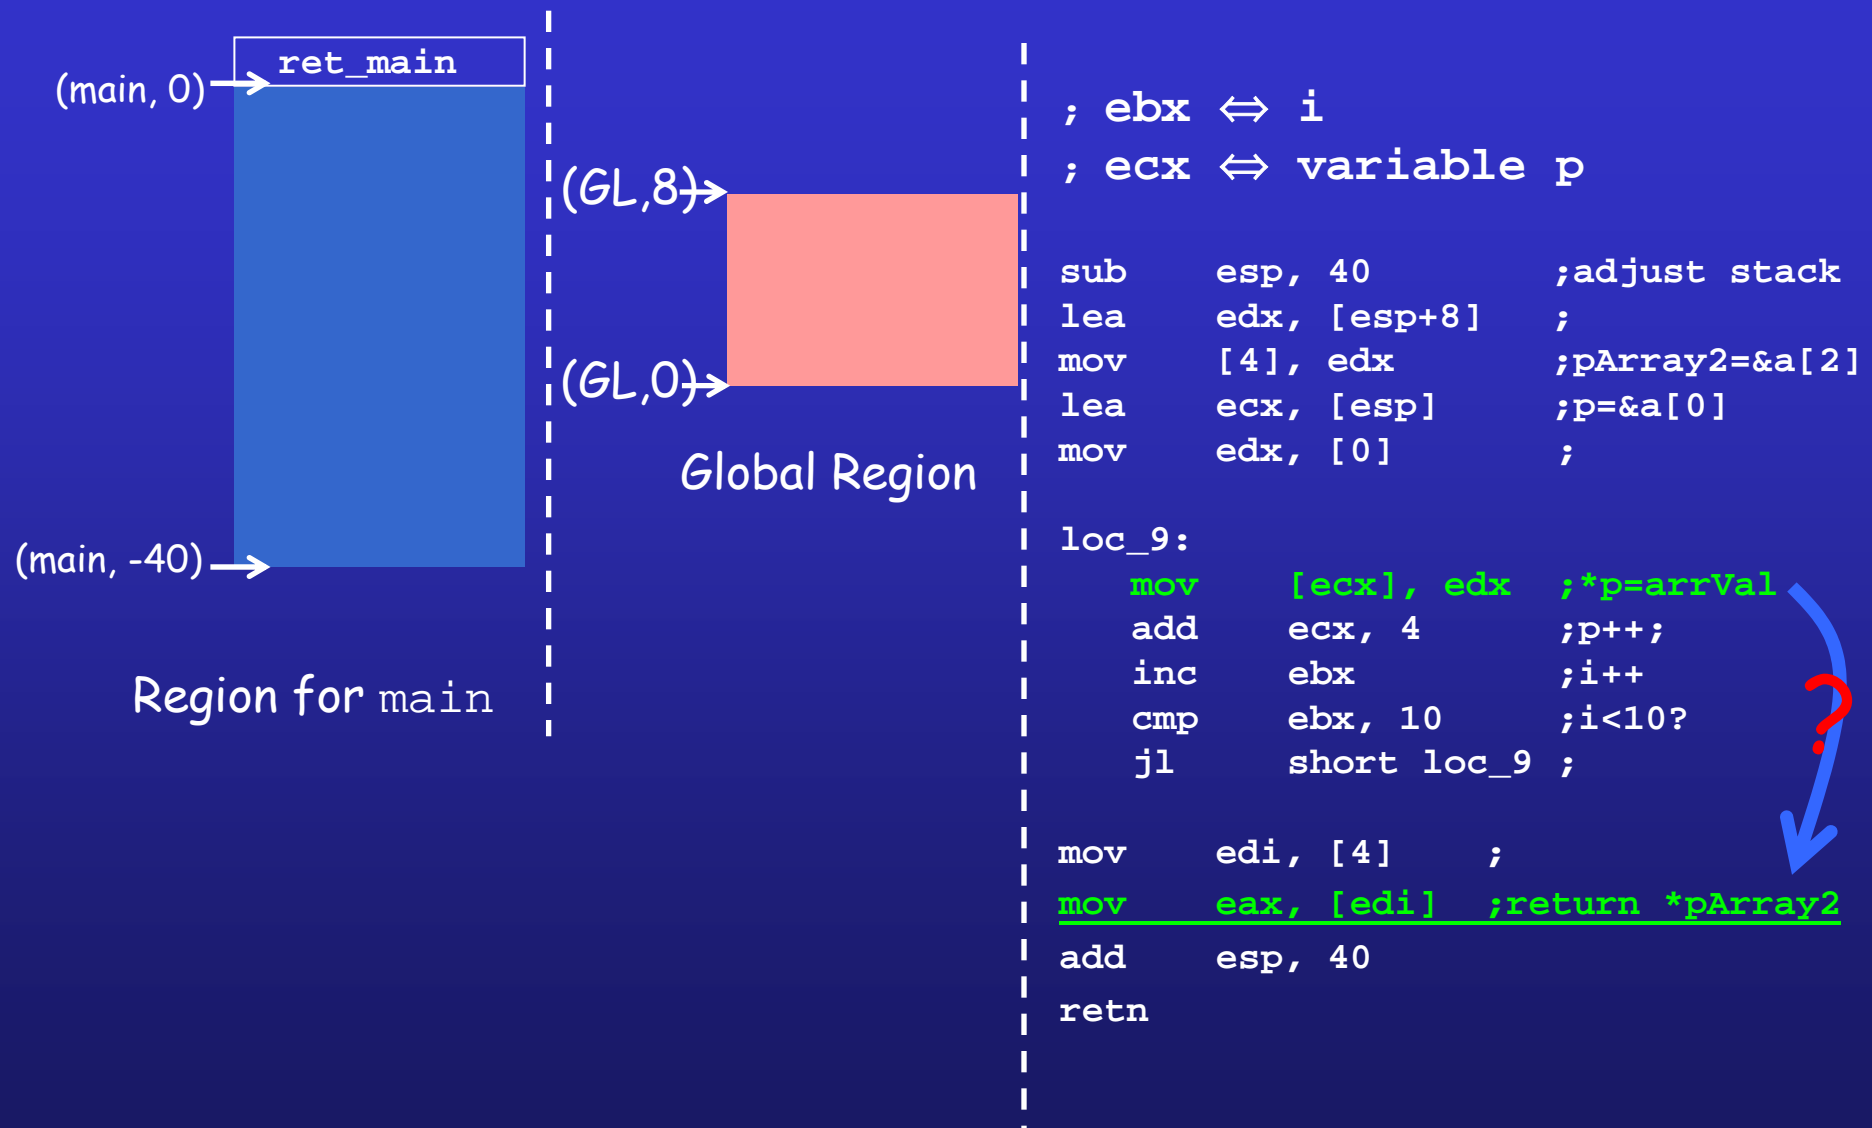 ret_main
(main, 0)
(main, -40)
Region for main
(GL,8)
(GL,0)
Global Region
; ebx ⇔ i
; ecx ⇔ variable p
sub esp, 40 ;adjust stack
lea edx, [esp+8] ;
mov [4], edx ;pArray2=&a[2]
lea ecx, [esp] ;p=&a[0]
mov edx, [0] ;
loc_9:
mov [ecx], edx ;*p=arrVal
add ecx, 4 ;p++;
inc ebx ;i++
cmp ebx, 10 ;i<10?
jl short loc_9 ;
?
mov edi, [4] ;
mov eax, [edi] ;return *pArray2
add esp, 40
retn